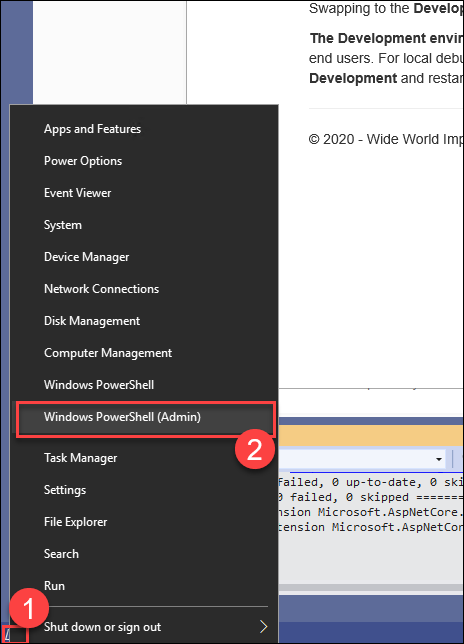 Swapping to the Develop
The Development envir
end users. For local debu
Development and restar
© 2020 - Wide World Imp
Apps and Features
Power Options
Event Viewer
System
Device Manager
Network Connections
Disk Management
Computer Management
Windows PowerShell
Windows PowerShell (Admin)
2
Task Manager
Settings
File Explorer
Search
Run
Shut down or sign out
1
Failed, 0 up-to-date, 0 ski
0 failed, 0 skipped ========
nsion Microsoft.AspNetCore.
tension Microsoft.AspNetCor